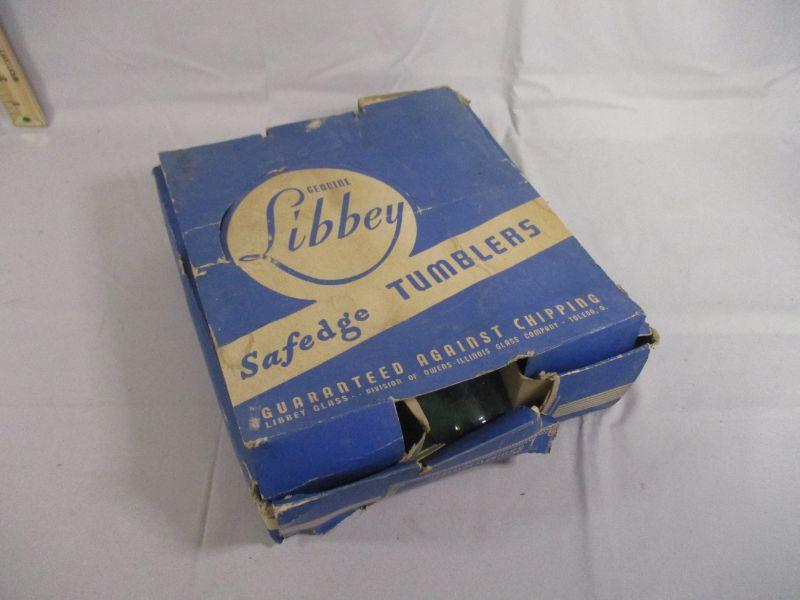 GENUINE
Libbey
Safedge TUMBLERS
GUARANTEED AGAINST CHIPPING
LIBBEY GLASS - DIVISION OF OWENS-ILLINOIS GLASS COMPANY - TOLEDO, O.